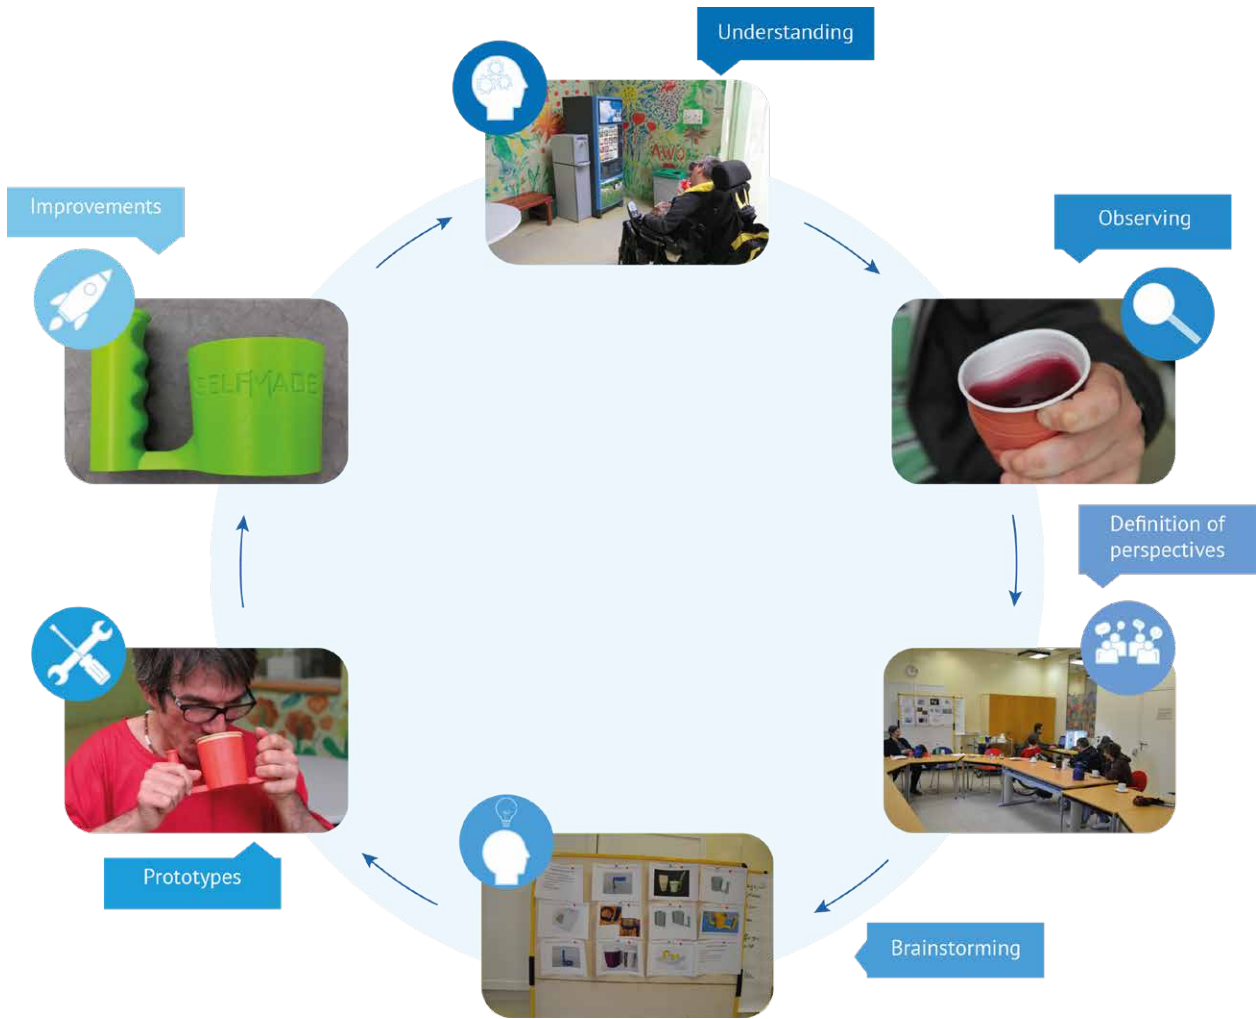 Understanding
Observing
Definition of
perspectives
Brainstorming
Prototypes
Improvements
SELFMADE
AWO